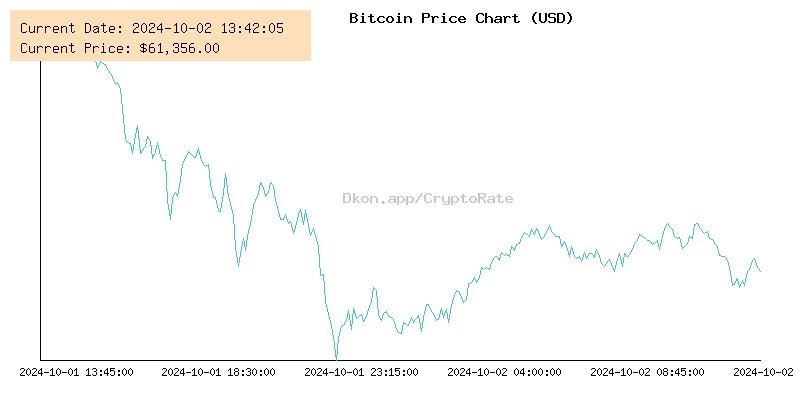 Bitcoin Price Chart (USD)
Current Date: 2024-10-02 13:42:05
Current Price: $61,356.00
Dkon.app/CryptoRate
2024-10-01 13:45:00 2024-10-01 18:30:00 2024-10-01 23:15:00 2024-10-02 04:00:00 2024-10-02 08:45:00 2024-10-02